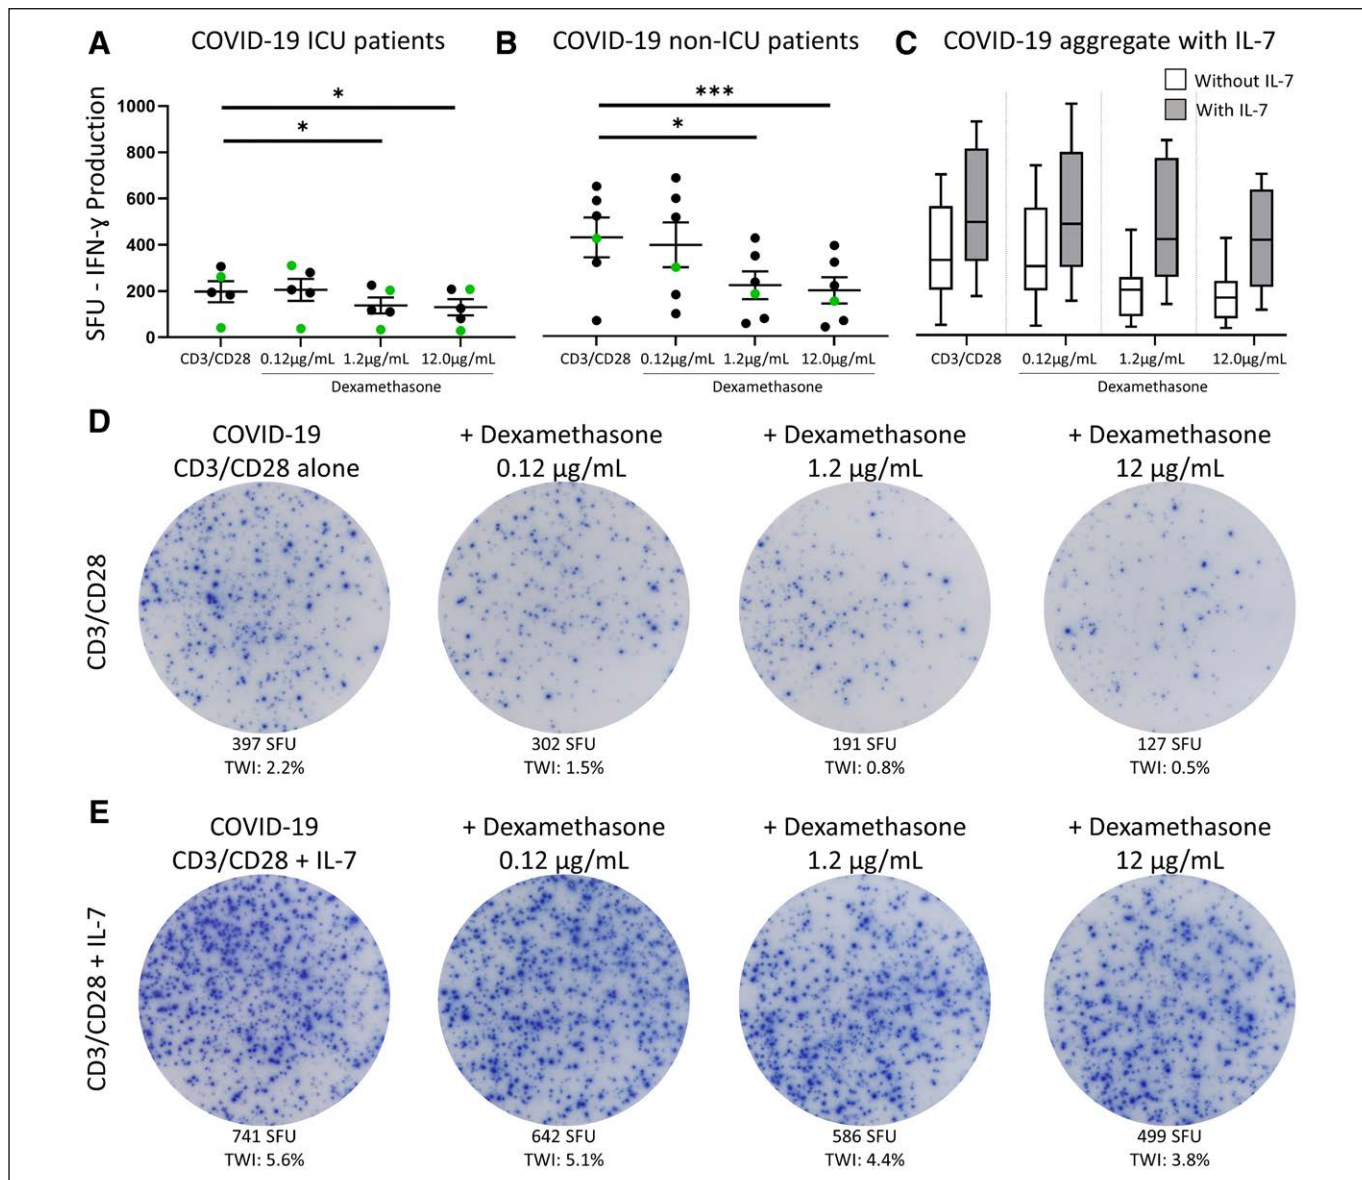 A COVID-19 ICU patients
B COVID-19 non-ICU patients
C COVID-19 aggregate with IL-7
Without IL-7
With IL-7
SFU - IFN-ɣ Production
1000
800
600
400
200
0
*
*
***
*
CD3/CD28 0.12µg/mL 1.2µg/mL 12.0µg/mL
Dexamethasone
CD3/CD28 0.12µg/mL 1.2µg/mL 12.0µg/mL
Dexamethasone
CD3/CD28 0.12µg/mL 1.2µg/mL 12.0µg/mL
Dexamethasone
D
COVID-19
CD3/CD28 alone
+ Dexamethasone
0.12 µg/mL
+ Dexamethasone
1.2 µg/mL
+ Dexamethasone
12 µg/mL
CD3/CD28
397 SFU
TWI: 2.2%
302 SFU
TWI: 1.5%
191 SFU
TWI: 0.8%
127 SFU
TWI: 0.5%
E
COVID-19
CD3/CD28 + IL-7
+ Dexamethasone
0.12 µg/mL
+ Dexamethasone
1.2 µg/mL
+ Dexamethasone
12 µg/mL
CD3/CD28 + IL-7
741 SFU
TWI: 5.6%
642 SFU
TWI: 5.1%
586 SFU
TWI: 4.4%
499 SFU
TWI: 3.8%